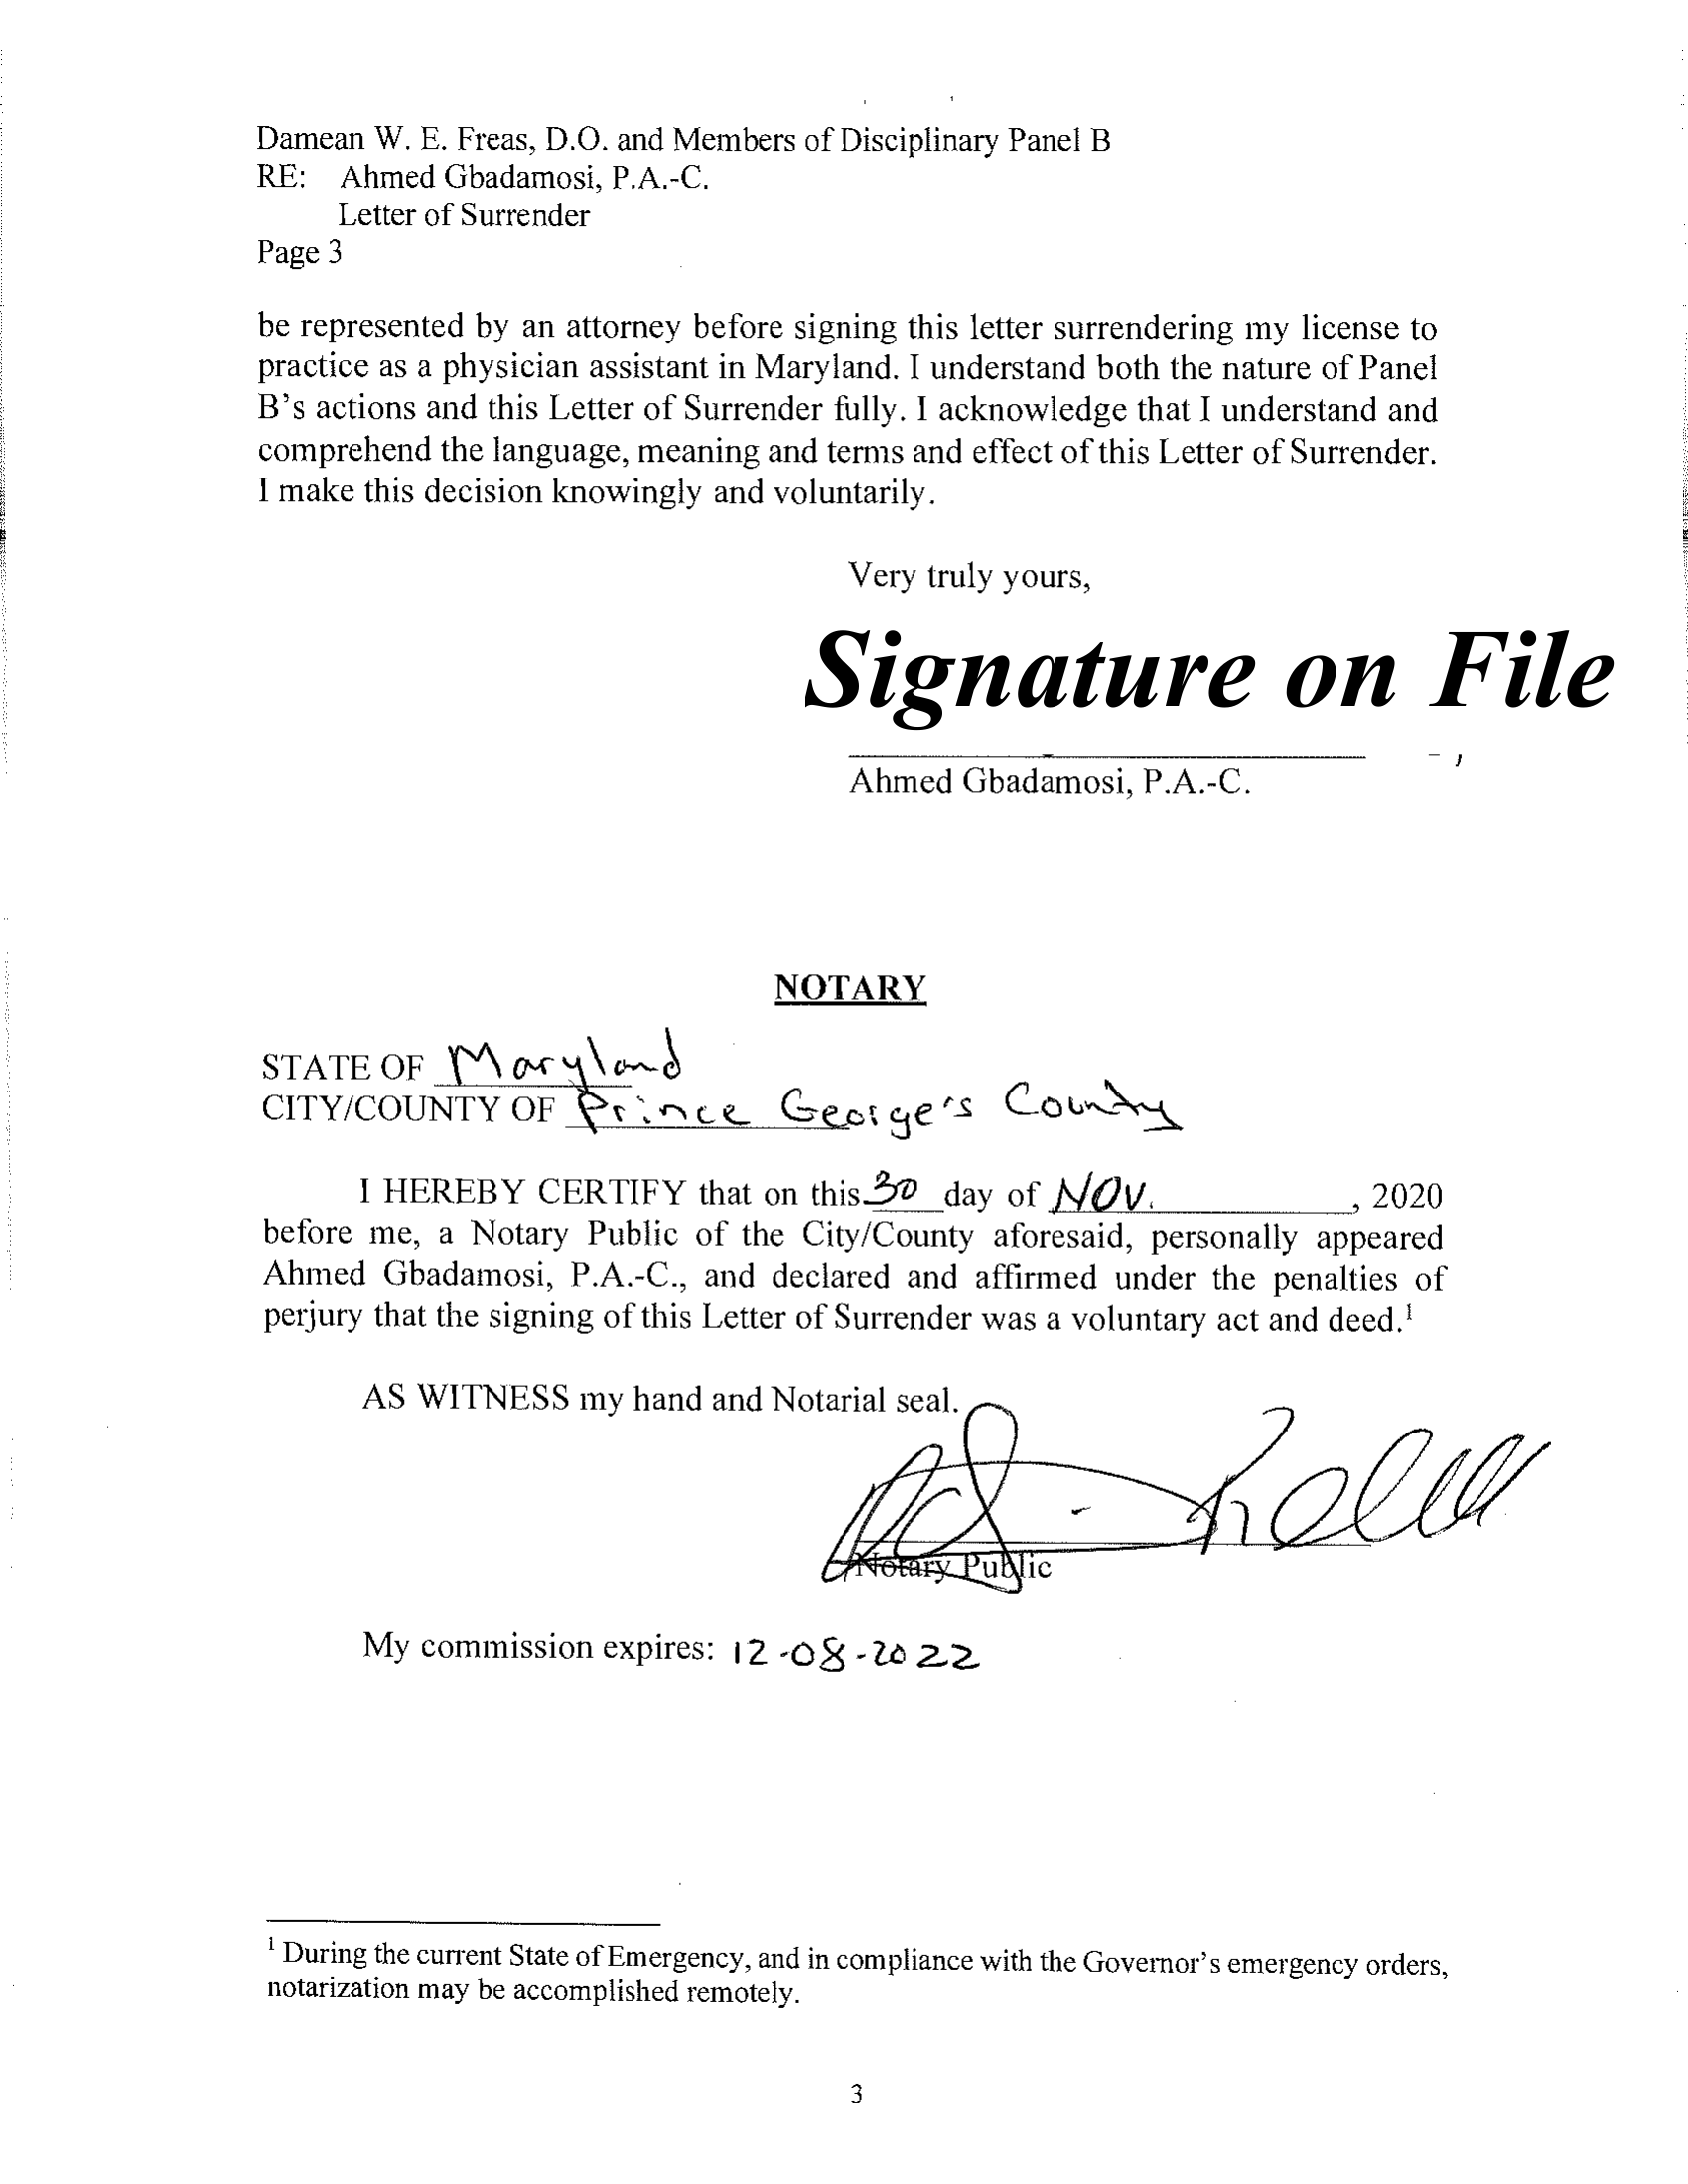 Damean W. E. Freas, D.O. and Members of Disciplinary Panel B
RE: Ahmed Gbadamosi, P.A.-C.
Letter of Surrender
Page 3
be represented by an attorney before signing this letter surrendering my license to
practice as a physician assistant in Maryland. I understand both the nature of Panel
B's actions and this Letter of Surrender fully. I acknowledge that I understand and
comprehend the language, meaning and terms and effect of this Letter of Surrender.
I make this decision knowingly and voluntarily.
Very truly yours,
Signature on File
Ahmed Gbadamosi, P.A.-C.
NOTARY
STATE OF Maryland
CITY/COUNTY OF Prince George's County
I HEREBY CERTIFY that on this 30 day of NOV. , 2020
before me, a Notary Public of the City/County aforesaid, personally appeared
Ahmed Gbadamosi, P.A.-C., and declared and affirmed under the penalties of
perjury that the signing of this Letter of Surrender was a voluntary act and deed.1
AS WITNESS my hand and Notarial seal.
Notary Public
My commission expires: 12-08-2022
1 During the current State of Emergency, and in compliance with the Governor's emergency orders,
notarization may be accomplished remotely.
3